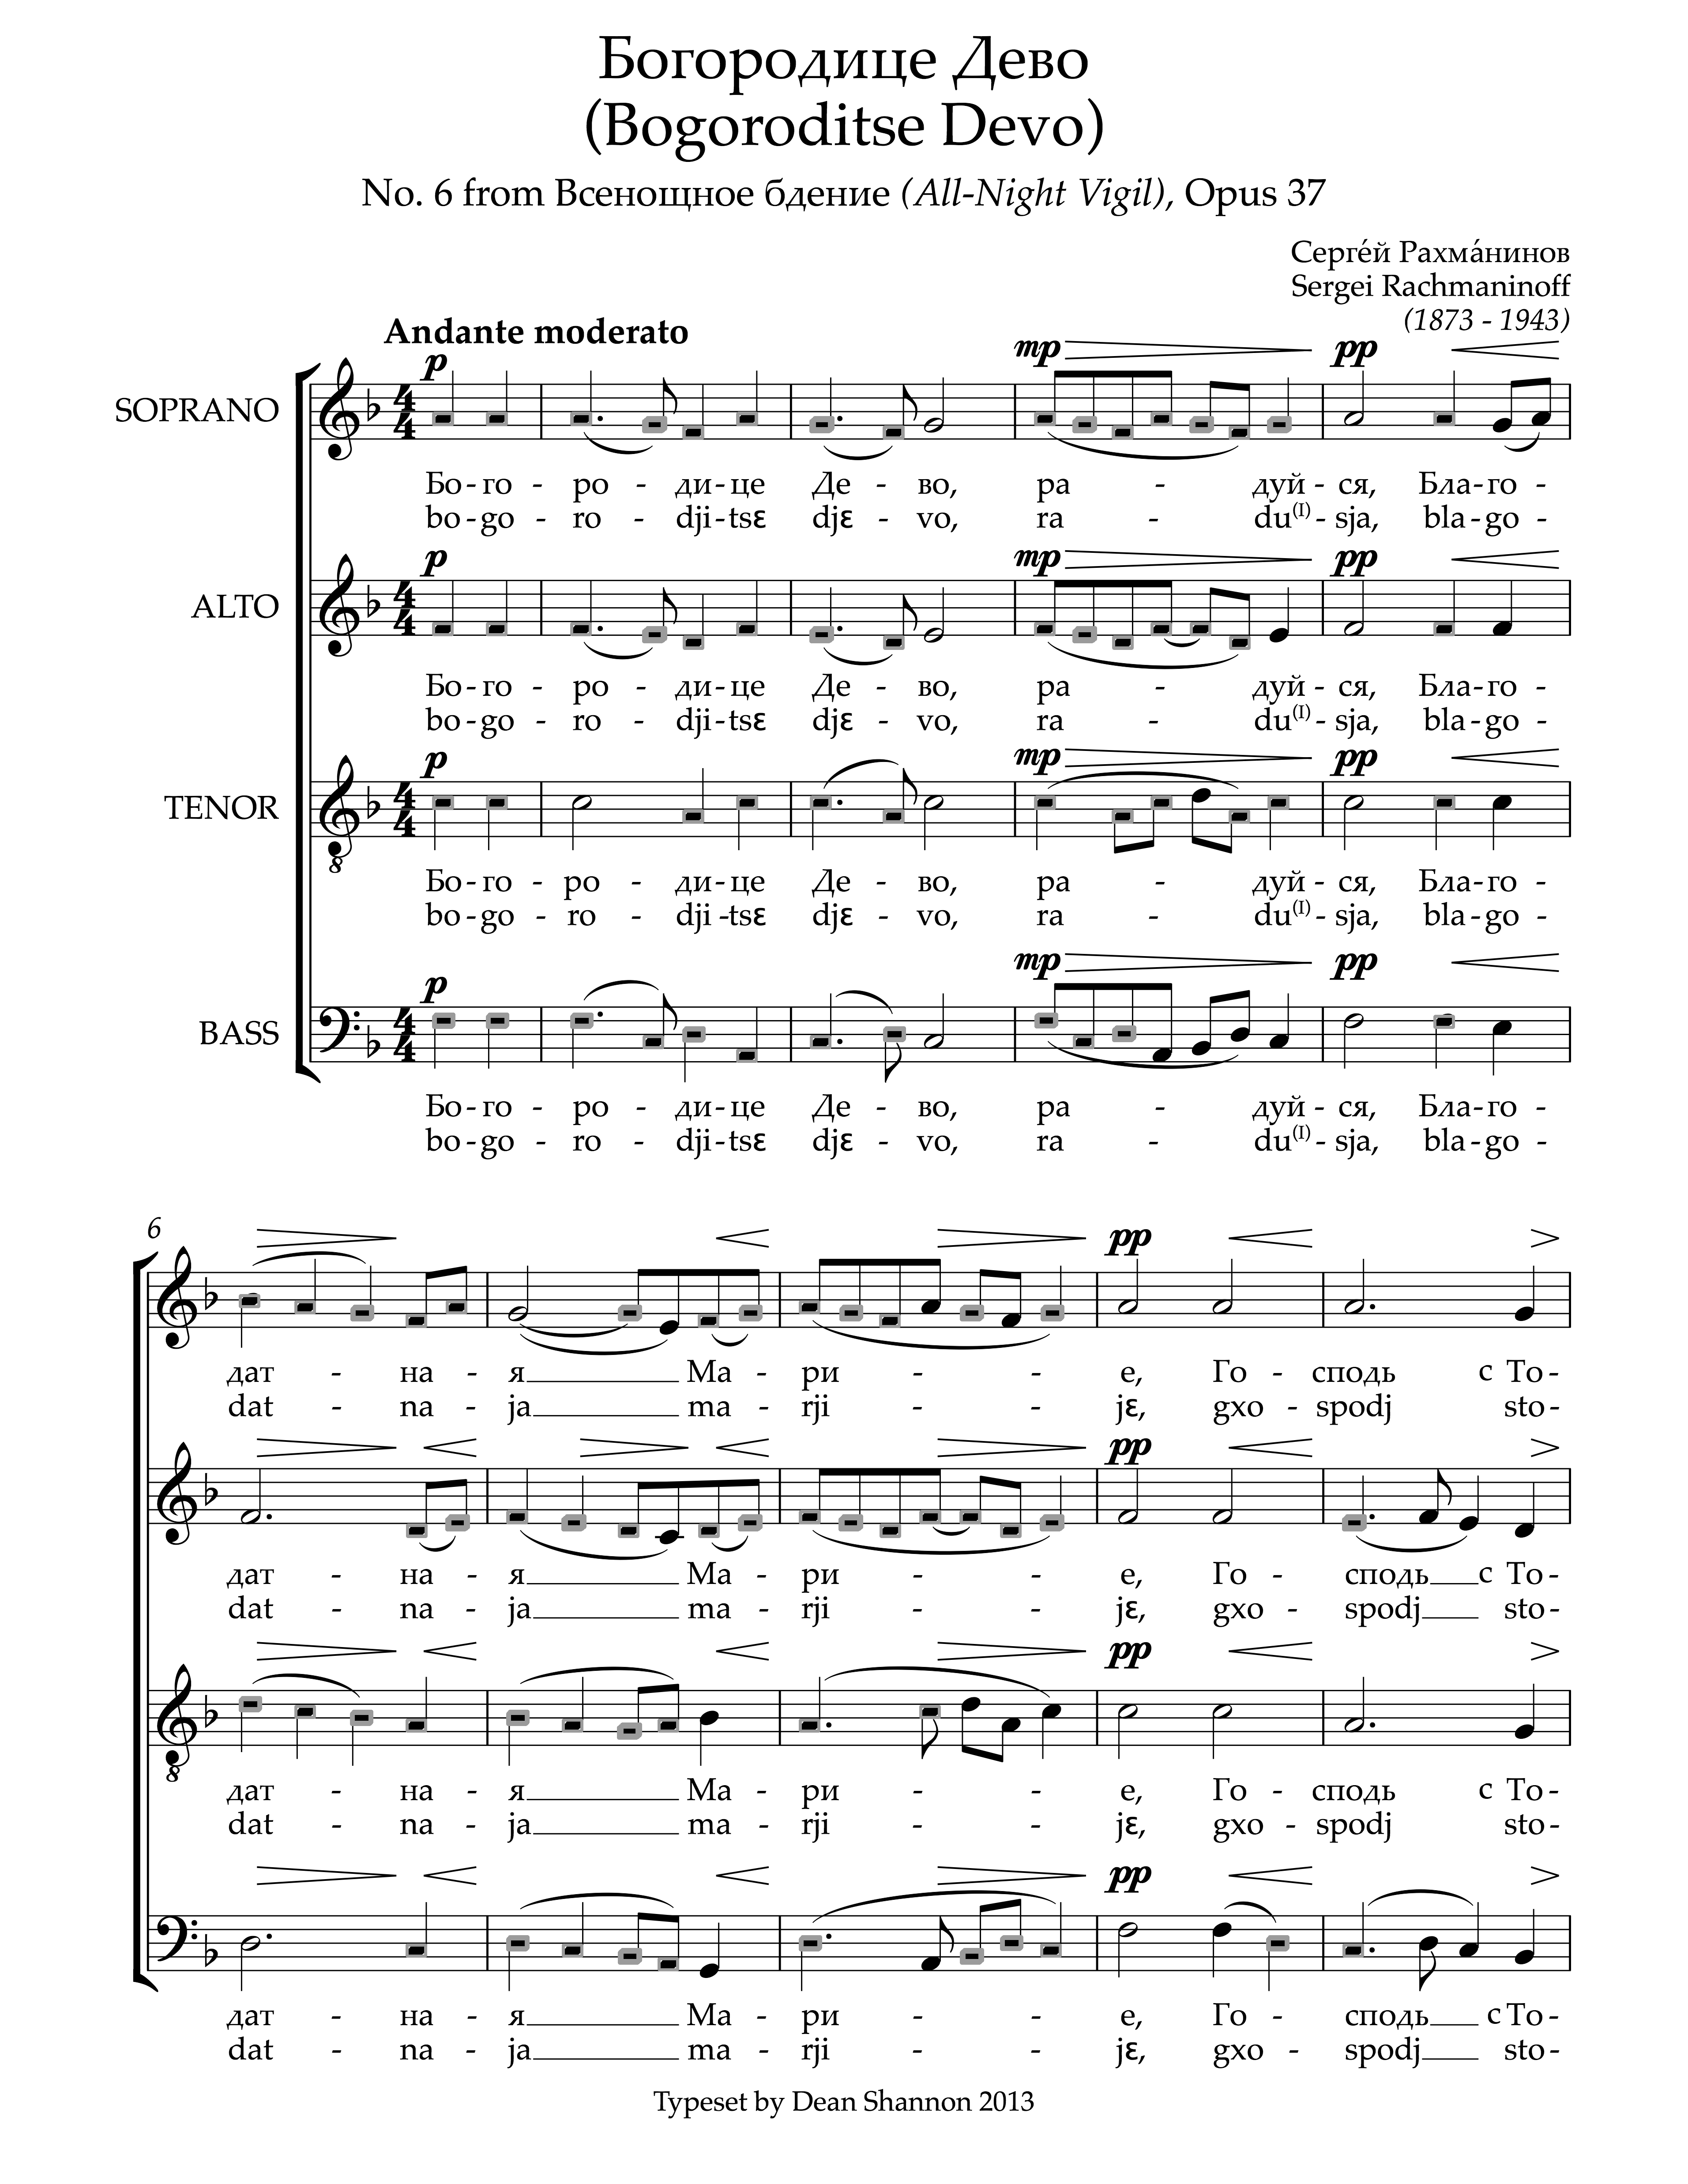 Богородице Дево
(Bogoroditse Devo)
No. 6 from Всенощное бдение (All-Night Vigil), Opus 37
Серге́й Рахма́нинов
Sergei Rachmaninoff
(1873 - 1943)
Andante moderato
p mp pp
SOPRANO
Бо - го - ро - ди - це Де - во, ра - дуй - ся, Бла - го -
bo - go - ro - dji - tsɛ djɛ - vo, ra - du(I) - sja, bla - go -
p mp pp
ALTO
Бо - го - ро - ди - це Де - во, ра - дуй - ся, Бла - го -
bo - go - ro - dji - tsɛ djɛ - vo, ra - du(I) - sja, bla - go -
p mp pp
TENOR
8
Бо - го - ро - ди - це Де - во, ра - дуй - ся, Бла - го -
bo - go - ro - dji - tsɛ djɛ - vo, ra - du(I) - sja, bla - go -
p mp pp
BASS
Бо - го - ро - ди - це Де - во, ра - дуй - ся, Бла - го -
bo - go - ro - dji - tsɛ djɛ - vo, ra - du(I) - sja, bla - go -
6
pp
дат - на - я Ма - ри - - е, Го - сподь с То -
dat - na - ja ma - rji - - jɛ, gxo - spodj sto -
pp
дат - на - я Ма - ри - - е, Го - сподь с То -
dat - na - ja ma - rji - - jɛ, gxo - spodj sto -
pp
8
дат - на - я Ма - ри - - е, Го - сподь с То -
dat - na - ja ma - rji - - jɛ, gxo - spodj sto -
pp
дат - на - я Ма - ри - - е, Го - сподь с То -
dat - na - ja ma - rji - - jɛ, gxo - spodj sto -
Typeset by Dean Shannon 2013